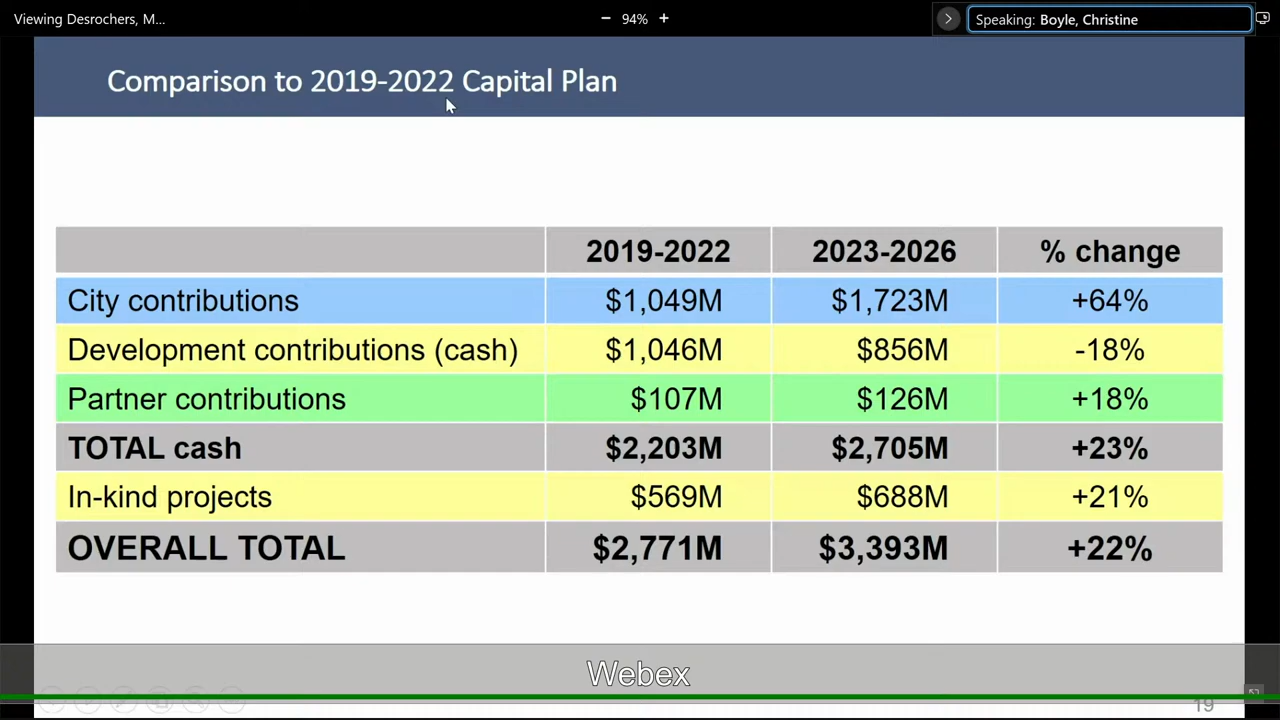 Viewing Desrochers, M...
− 94% +
Speaking: Boyle, Christine
Comparison to 2019-2022 Capital Plan
2019-2022 2023-2026 % change
City contributions $1,049M $1,723M +64%
Development contributions (cash) $1,046M $856M -18%
Partner contributions $107M $126M +18%
TOTAL cash $2,203M $2,705M +23%
In-kind projects $569M $688M +21%
OVERALL TOTAL $2,771M $3,393M +22%
Webex
19